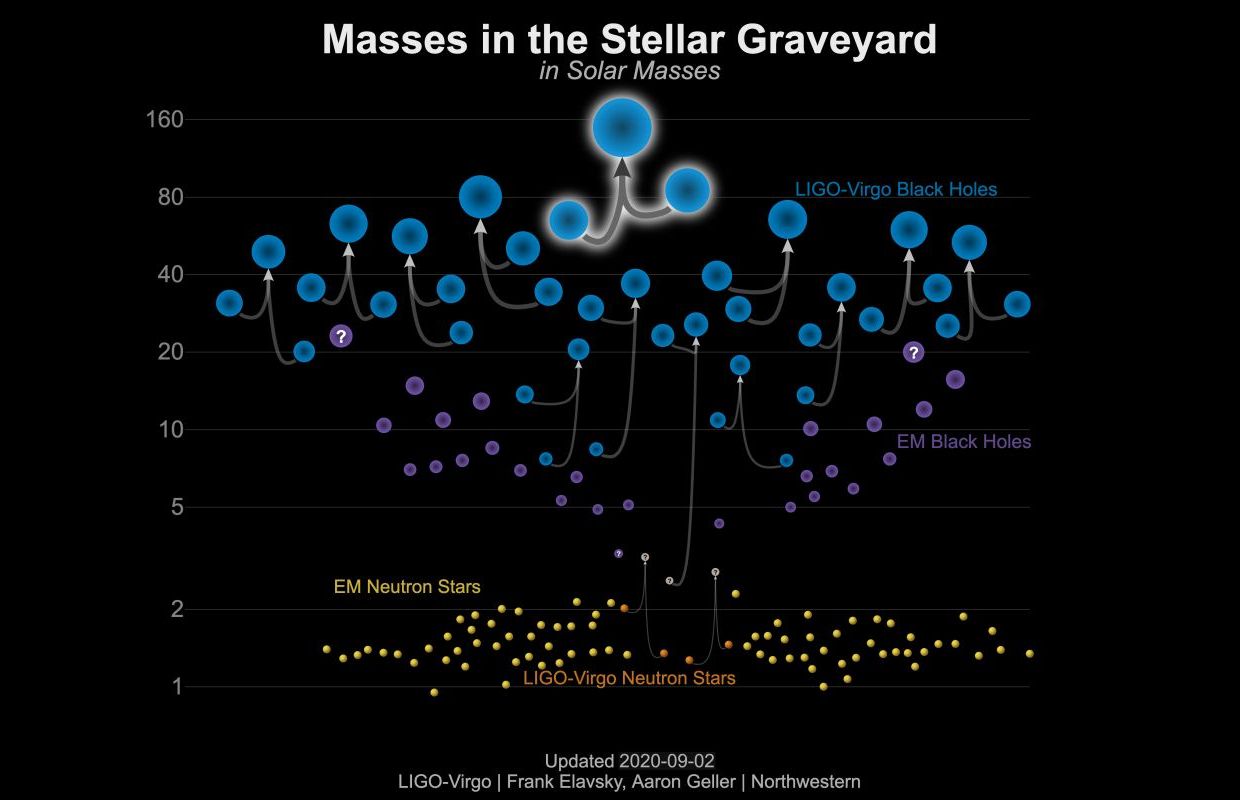 Masses in the Stellar Graveyard
in Solar Masses
160
LIGO-Virgo Black Holes
80
40
?
?
20
10
EM Black Holes
5
?
?
?
?
EM Neutron Stars
2
LIGO-Virgo Neutron Stars
1
Updated 2020-09-02
LIGO-Virgo | Frank Elavsky, Aaron Geller | Northwestern